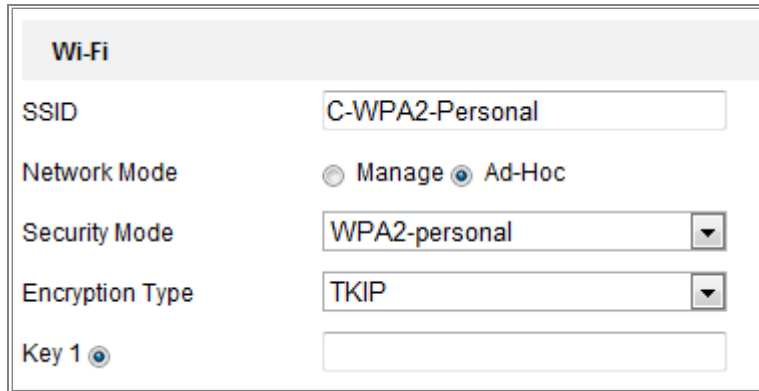 Wi-Fi
SSID C-WPA2-Personal
Network Mode Manage Ad-Hoc
Security Mode WPA2-personal
Encryption Type TKIP
Key 1